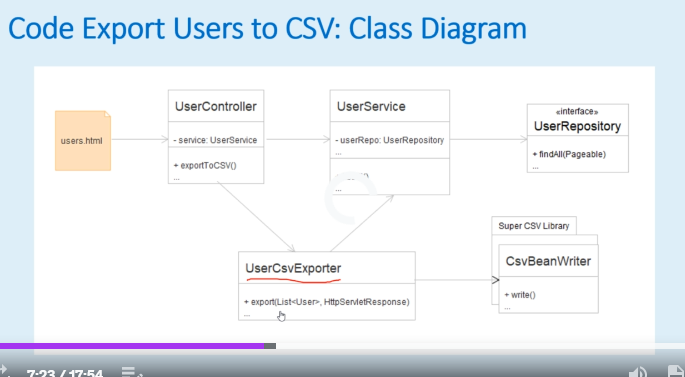 Code Export Users to CSV: Class Diagram
users.html
UserController
- service: UserService
+ exportToCSV()
...
UserService
- userRepo: UserRepository
...
...
«interface»
UserRepository
+ findAll(Pageable)
...
UserCsvExporter
+ export(List<User>, HttpServletResponse)
...
Super CSV Library
CsvBeanWriter
+ write()
...
7:23 / 17:54